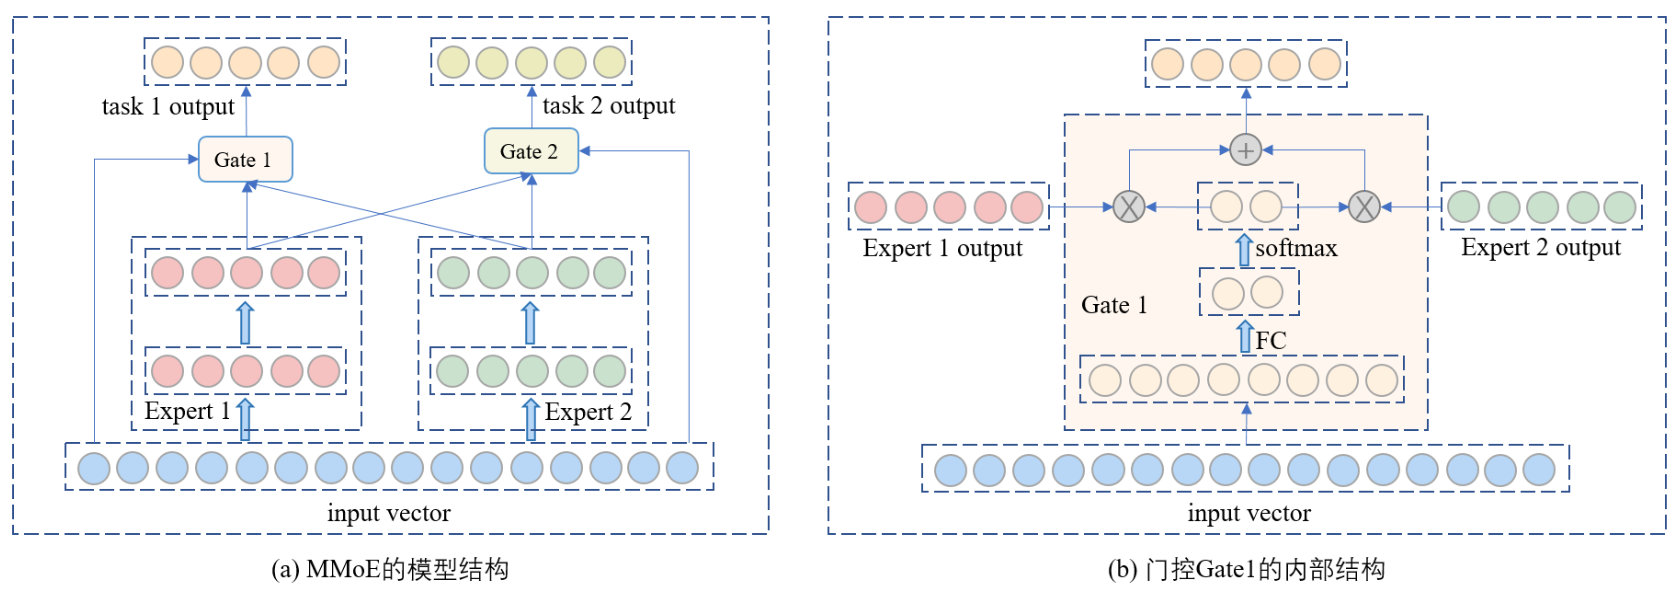 task 1 output
task 2 output
Gate 1
Gate 2
Expert 1
Expert 2
input vector
(a) MMoE的模型结构
Expert 1 output
Expert 2 output
softmax
Gate 1
FC
input vector
(b) 门控Gate1的内部结构